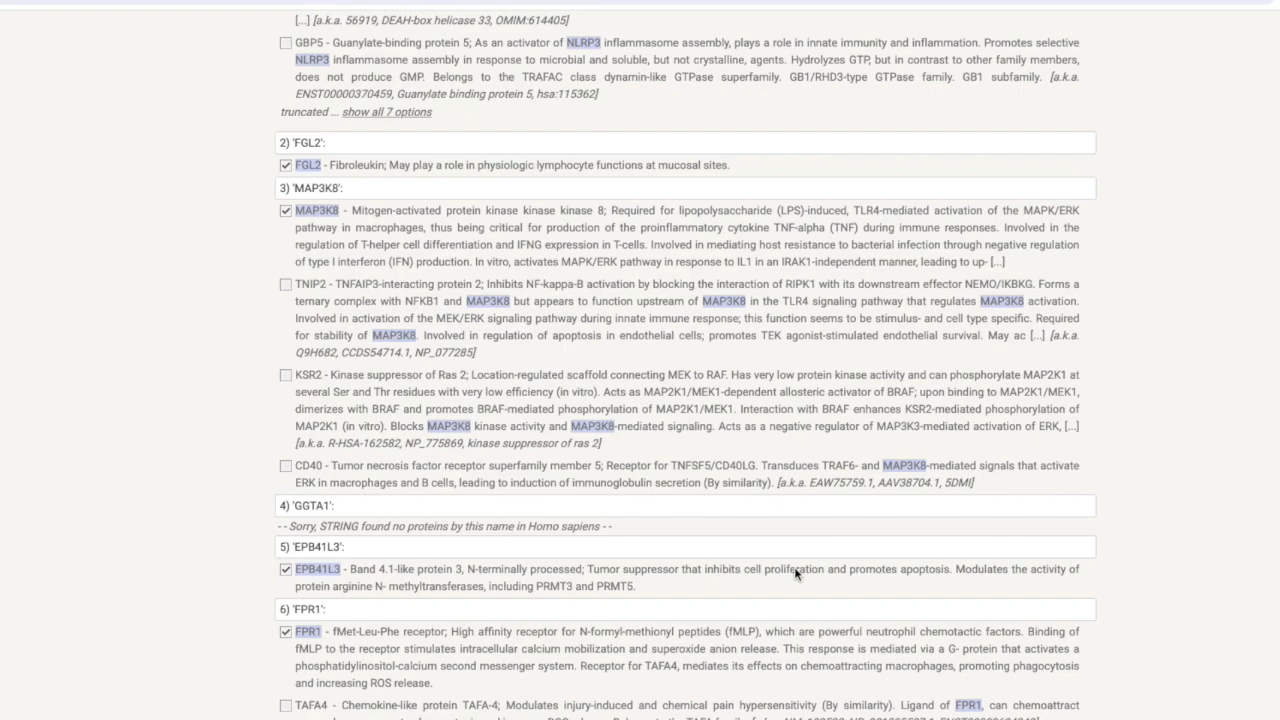 [...] [a.k.a. 56919, DEAH-box helicase 33, OMIM:614405]
GBP5 - Guanylate-binding protein 5; As an activator of NLRP3 inflammasome assembly, plays a role in innate immunity and inflammation. Promotes selective
NLRP3 inflammasome assembly in response to microbial and soluble, but not crystalline, agents. Hydrolyzes GTP, but in contrast to other family members,
does not produce GMP. Belongs to the TRAFAC class dynamin-like GTPase superfamily. GB1/RHD3-type GTPase family. GB1 subfamily. [a.k.a.
ENST00000370459, Guanylate binding protein 5, hsa:115362]
truncated ... show all 7 options
2) 'FGL2':
FGL2 - Fibroleukin; May play a role in physiologic lymphocyte functions at mucosal sites.
3) 'MAP3K8':
MAP3K8 - Mitogen-activated protein kinase kinase kinase 8; Required for lipopolysaccharide (LPS)-induced, TLR4-mediated activation of the MAPK/ERK
pathway in macrophages, thus being critical for production of the proinflammatory cytokine TNF-alpha (TNF) during immune responses. Involved in the
regulation of T-helper cell differentiation and IFNG expression in T-cells. Involved in mediating host resistance to bacterial infection through negative regulation
of type I interferon (IFN) production. In vitro, activates MAPK/ERK pathway in response to IL1 in an IRAK1-independent manner, leading to up- [...]
TNIP2 - TNFAIP3-interacting protein 2; Inhibits NF-kappa-B activation by blocking the interaction of RIPK1 with its downstream effector NEMO/IKBKG. Forms a
ternary complex with NFKB1 and MAP3K8 but appears to function upstream of MAP3K8 in the TLR4 signaling pathway that regulates MAP3K8 activation.
Involved in activation of the MEK/ERK signaling pathway during innate immune response; this function seems to be stimulus- and cell type specific. Required
for stability of MAP3K8. Involved in regulation of apoptosis in endothelial cells; promotes TEK agonist-stimulated endothelial survival. May ac [...] [a.k.a.
Q9H682, CCDS54714.1, NP_077285]
KSR2 - Kinase suppressor of Ras 2; Location-regulated scaffold connecting MEK to RAF. Has very low protein kinase activity and can phosphorylate MAP2K1 at
several Ser and Thr residues with very low efficiency (in vitro). Acts as MAP2K1/MEK1-dependent allosteric activator of BRAF; upon binding to MAP2K1/MEK1,
dimerizes with BRAF and promotes BRAF-mediated phosphorylation of MAP2K1/MEK1. Interaction with BRAF enhances KSR2-mediated phosphorylation of
MAP2K1 (in vitro). Blocks MAP3K8 kinase activity and MAP3K8-mediated signaling. Acts as a negative regulator of MAP3K3-mediated activation of ERK, [...]
[a.k.a. R-HSA-162582, NP_775869, kinase suppressor of ras 2]
CD40 - Tumor necrosis factor receptor superfamily member 5; Receptor for TNFSF5/CD40LG. Transduces TRAF6- and MAP3K8-mediated signals that activate
ERK in macrophages and B cells, leading to induction of immunoglobulin secretion (By similarity). [a.k.a. EAW75759.1, AAV38704.1, 5DMI]
4) 'GGTA1':
- - Sorry, STRING found no proteins by this name in Homo sapiens - -
5) 'EPB41L3':
EPB41L3 - Band 4.1-like protein 3, N-terminally processed; Tumor suppressor that inhibits cell proliferation and promotes apoptosis. Modulates the activity of
protein arginine N- methyltransferases, including PRMT3 and PRMT5.
6) 'FPR1':
FPR1 - fMet-Leu-Phe receptor; High affinity receptor for N-formyl-methionyl peptides (fMLP), which are powerful neutrophil chemotactic factors. Binding of
fMLP to the receptor stimulates intracellular calcium mobilization and superoxide anion release. This response is mediated via a G- protein that activates a
phosphatidylinositol-calcium second messenger system. Receptor for TAFA4, mediates its effects on chemoattracting macrophages, promoting phagocytosis
and increasing ROS release.
TAFA4 - Chemokine-like protein TAFA-4; Modulates injury-induced and chemical pain hypersensitivity (By similarity). Ligand of FPR1, can chemoattract